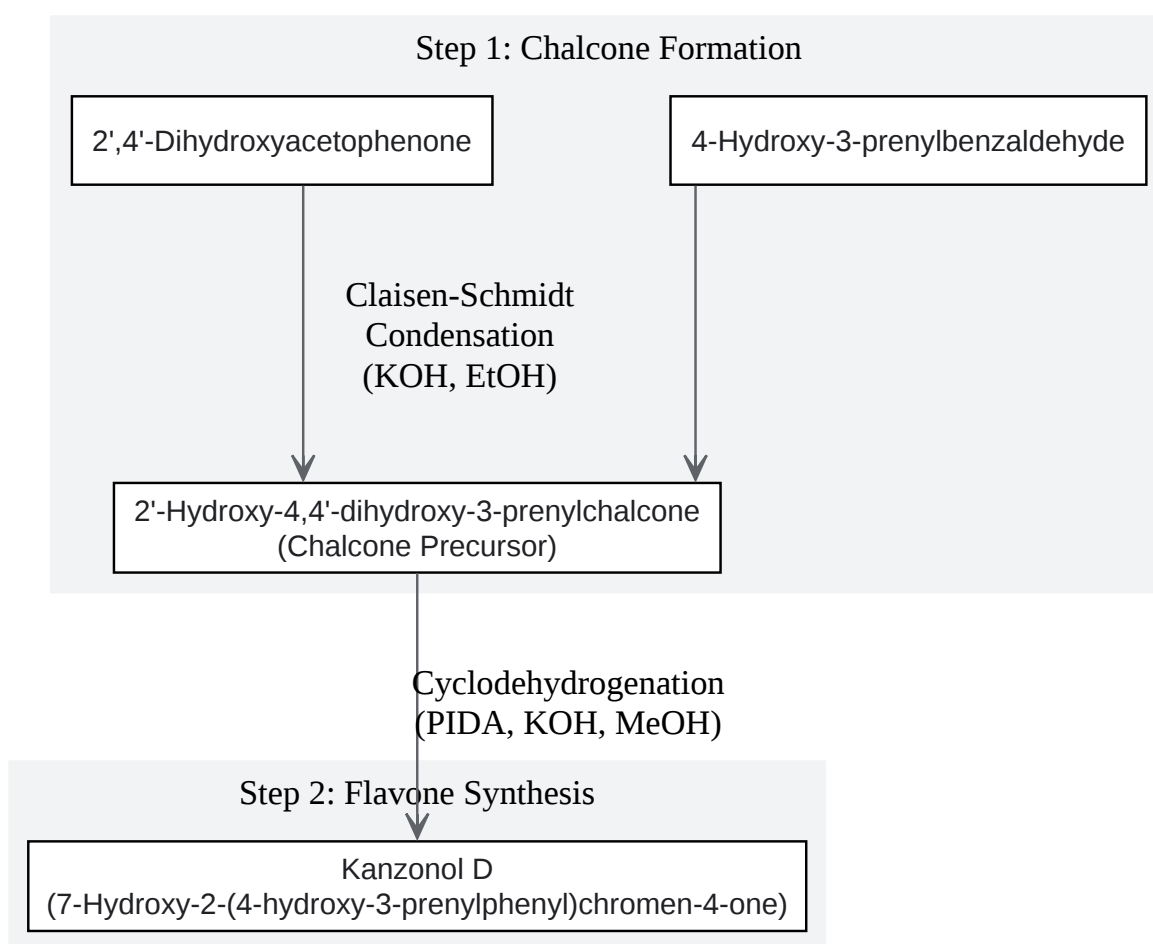 Step 1: Chalcone Formation
2',4'-Dihydroxyacetophenone
4-Hydroxy-3-prenylbenzaldehyde
Claisen-Schmidt
Condensation
(KOH, EtOH)
2'-Hydroxy-4,4'-dihydroxy-3-prenylchalcone
(Chalcone Precursor)
Cyclodehydrogenation
(PIDA, KOH, MeOH)
Step 2: Flavone Synthesis
Kanzonol D
(7-Hydroxy-2-(4-hydroxy-3-prenylphenyl)chromen-4-one)